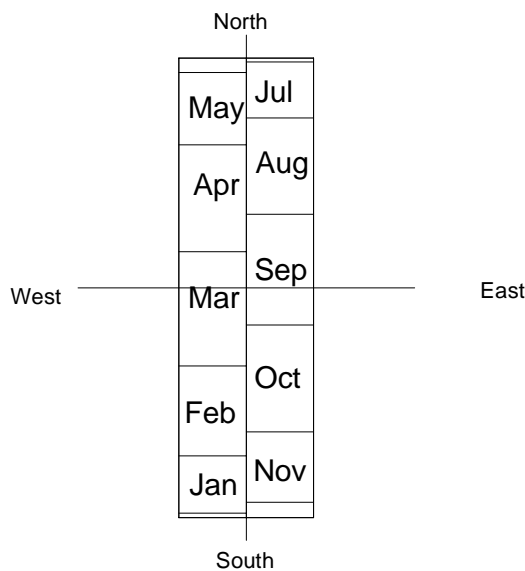 North
May
Jul
Apr
Aug
West
Mar
Sep
East
Feb
Oct
Jan
Nov
South